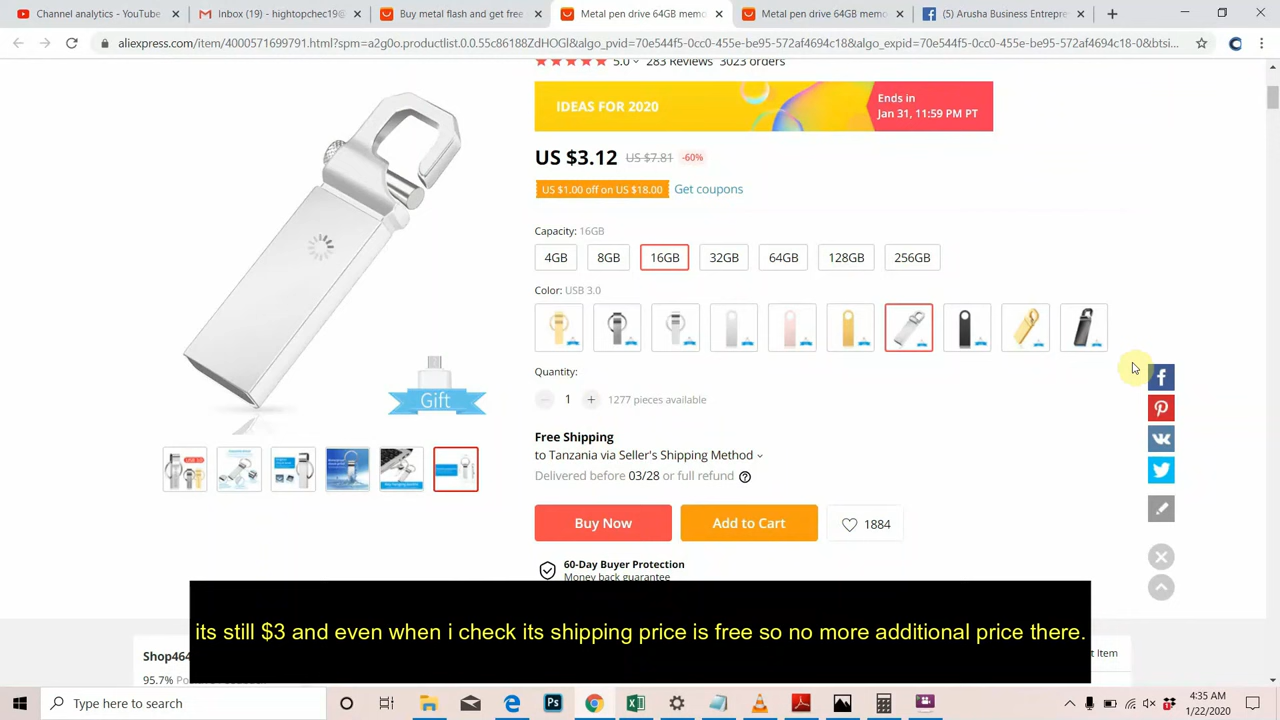 Channel analytics - YouTube St
Inbox (19) - hightopchec19@
Buy metal flash and get free
Metal pen drive 64GB memo
Metal pen drive 64GB memo
(5) Arusha Business Entrepre
aliexpress.com/item/4000571699791.html?spm=a2g0o.productlist.0.0.55c86188ZdHOGl&algo_pvid=70e544f5-0cc0-455e-be95-572af4694c18&algo_expid=70e544f5-0cc0-455e-be95-572af4694c18-0&btsi...
5.0 283 Reviews 3023 orders
IDEAS FOR 2020
Ends in
Jan 31, 11:59 PM PT
US $3.12 US $7.81 -60%
US $1.00 off on US $18.00 Get coupons
Capacity: 16GB
4GB 8GB 16GB 32GB 64GB 128GB 256GB
Color: USB 3.0
Gift
Quantity:
1 1277 pieces available
Free Shipping
to Tanzania via Seller's Shipping Method
Delivered before 03/28 or full refund
Buy Now Add to Cart 1884
60-Day Buyer Protection
Money back guarantee
its still $3 and even when i check its shipping price is free so no more additional price there.
Shop464
t Item
95.7%
Type here to search
4:35 AM
1/22/2020